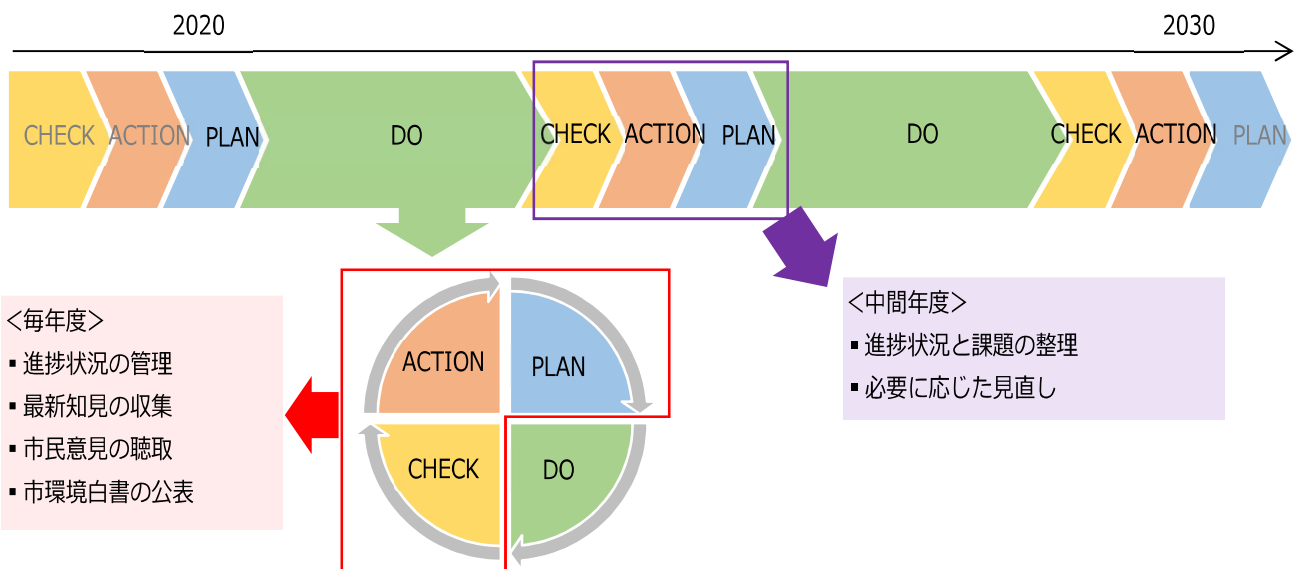 2020
2030
CHECK
ACTION
PLAN
DO
CHECK
ACTION
PLAN
DO
CHECK
ACTION
PLAN
<毎年度>
▪進捗状況の管理
▪最新知見の収集
▪市民意見の聴取
▪市環境白書の公表
ACTION
PLAN
CHECK
DO
<中間年度>
▪進捗状況と課題の整理
▪必要に応じた見直し